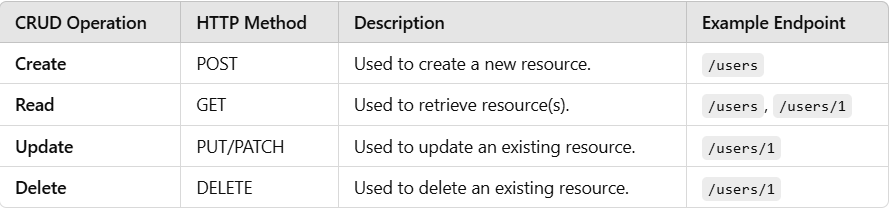 CRUD Operation HTTP Method Description Example Endpoint
Create POST Used to create a new resource. /users
Read GET Used to retrieve resource(s). /users, /users/1
Update PUT/PATCH Used to update an existing resource. /users/1
Delete DELETE Used to delete an existing resource. /users/1